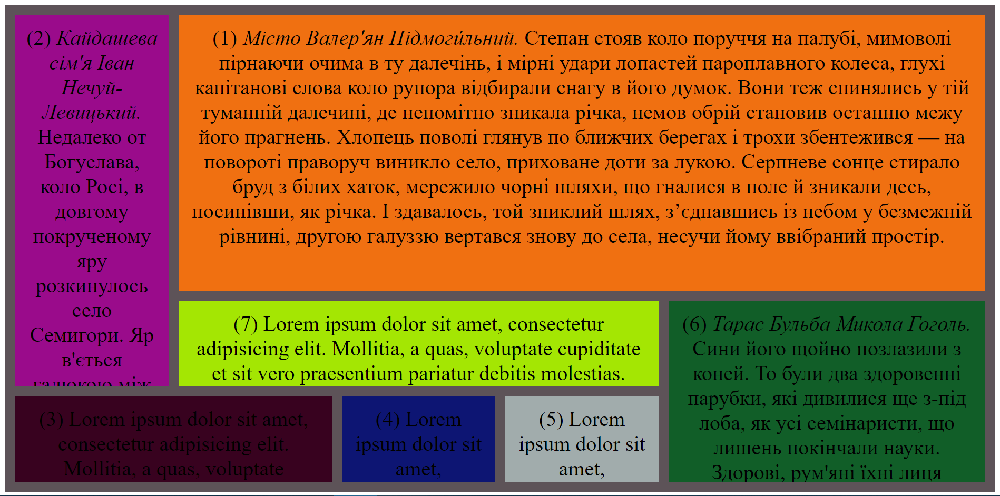 (2) Кайдашева
сім'я Іван
Нечуй-
Левицький.
Недалеко от
Богуслава,
коло Росі, в
довгому
покрученому
яру
розкинулось
село
Семигори. Яр
в'ється
гадюкою між
(1) Місто Валер'ян Підмоги́льний. Степан стояв коло поруччя на палубі, мимоволі
пірнаючи очима в ту далечінь, і мірні удари лопастей пароплавного колеса, глухі
капітанові слова коло рупора відбирали снагу в його думок. Вони теж спинялись у тій
туманній далечині, де непомітно зникала річка, немов обрій становив останню межу
його прагнень. Хлопець поволі глянув по ближчих берегах і трохи збентежився — на
повороті праворуч виникло село, приховане доти за лукою. Серпневе сонце стирало
бруд з білих хаток, мережило чорні шляхи, що гналися в поле й зникали десь,
посинівши, як річка. І здавалось, той зниклий шлях, з’єднавшись із небом у безмежній
рівнині, другою галуззю вертався знову до села, несучи йому ввібраний простір.
(7) Lorem ipsum dolor sit amet, consectetur
adipisicing elit. Mollitia, a quas, voluptate cupiditate
et sit vero praesentium pariatur debitis molestias.
(6) Тарас Бульба Микола Гоголь.
Сини його щойно позлазили з
коней. То були два здоровенні
парубки, які дивилися ще з-під
лоба, як усі семінаристи, що
лишень покінчали науки.
Здорові, рум'яні їхні лиця
(3) Lorem ipsum dolor sit amet,
consectetur adipisicing elit.
Mollitia, a quas, voluptate
(4) Lorem
ipsum dolor sit
amet,
(5) Lorem
ipsum dolor sit
amet,